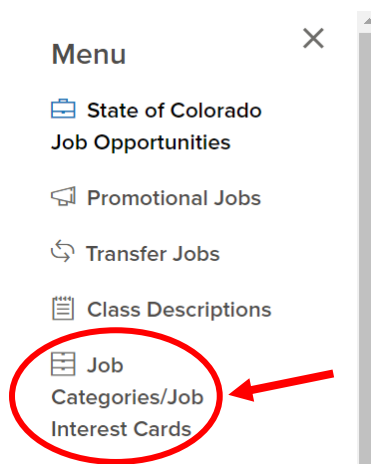 Menu
State of Colorado
Job Opportunities
Promotional Jobs
Transfer Jobs
Class Descriptions
Job
Categories/Job
Interest Cards